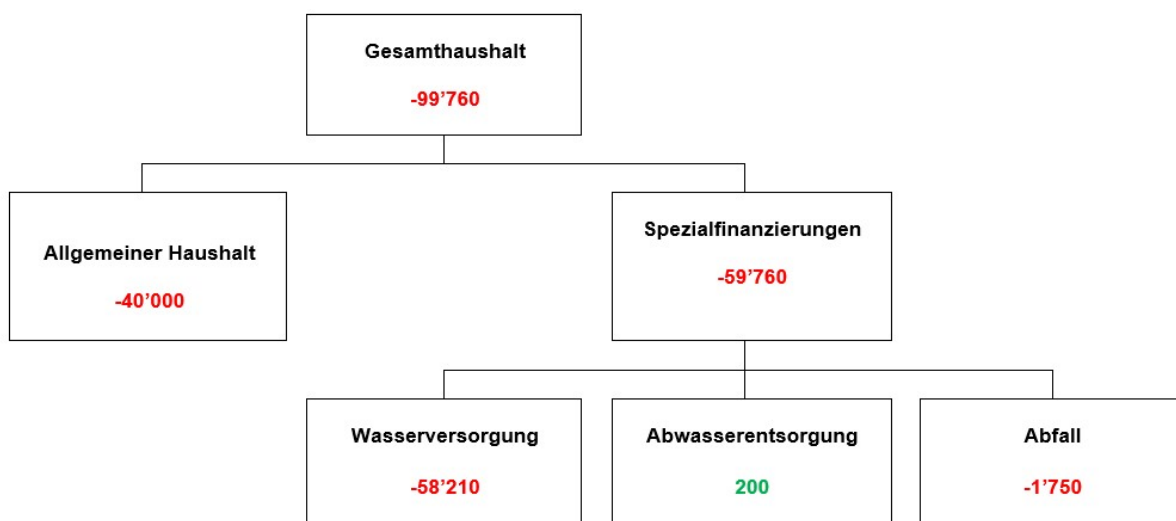 Gesamthaushalt
-99’760
Allgemeiner Haushalt
-40’000
Spezialfinanzierungen
-59’760
Wasserversorgung
-58’210
Abwasserentsorgung
200
Abfall
-1’750